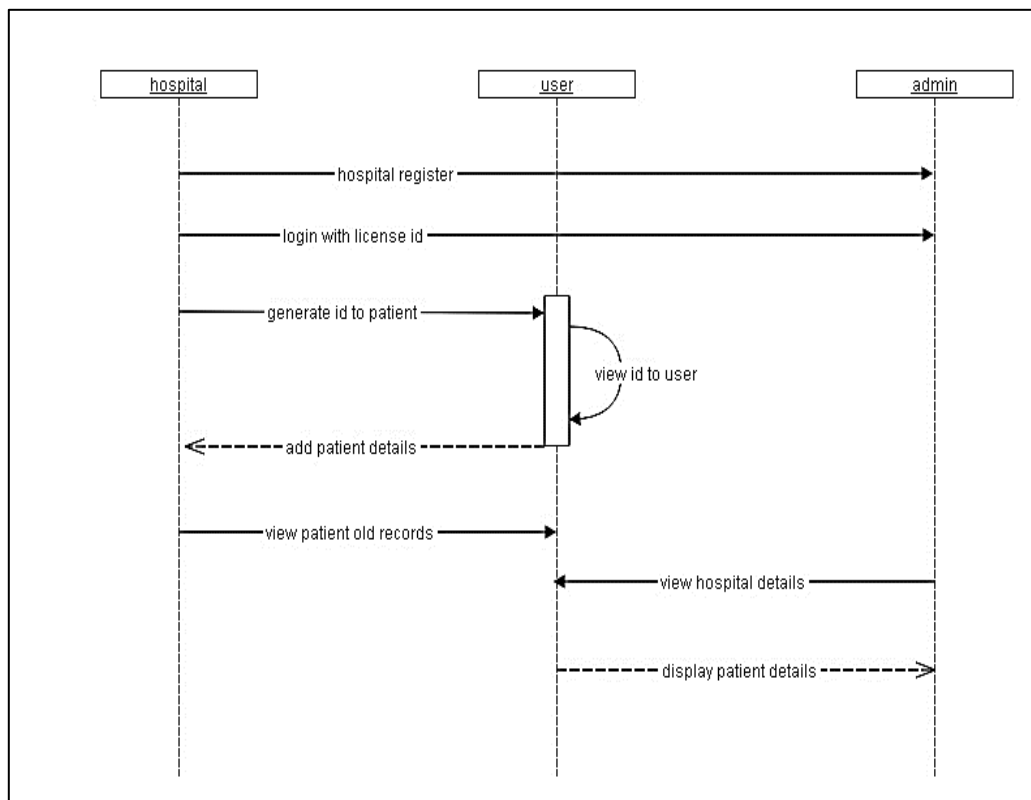 hospital
user
admin
hospital register
login with license id
generate id to patient
view id to user
add patient details
view patient old records
view hospital details
display patient details